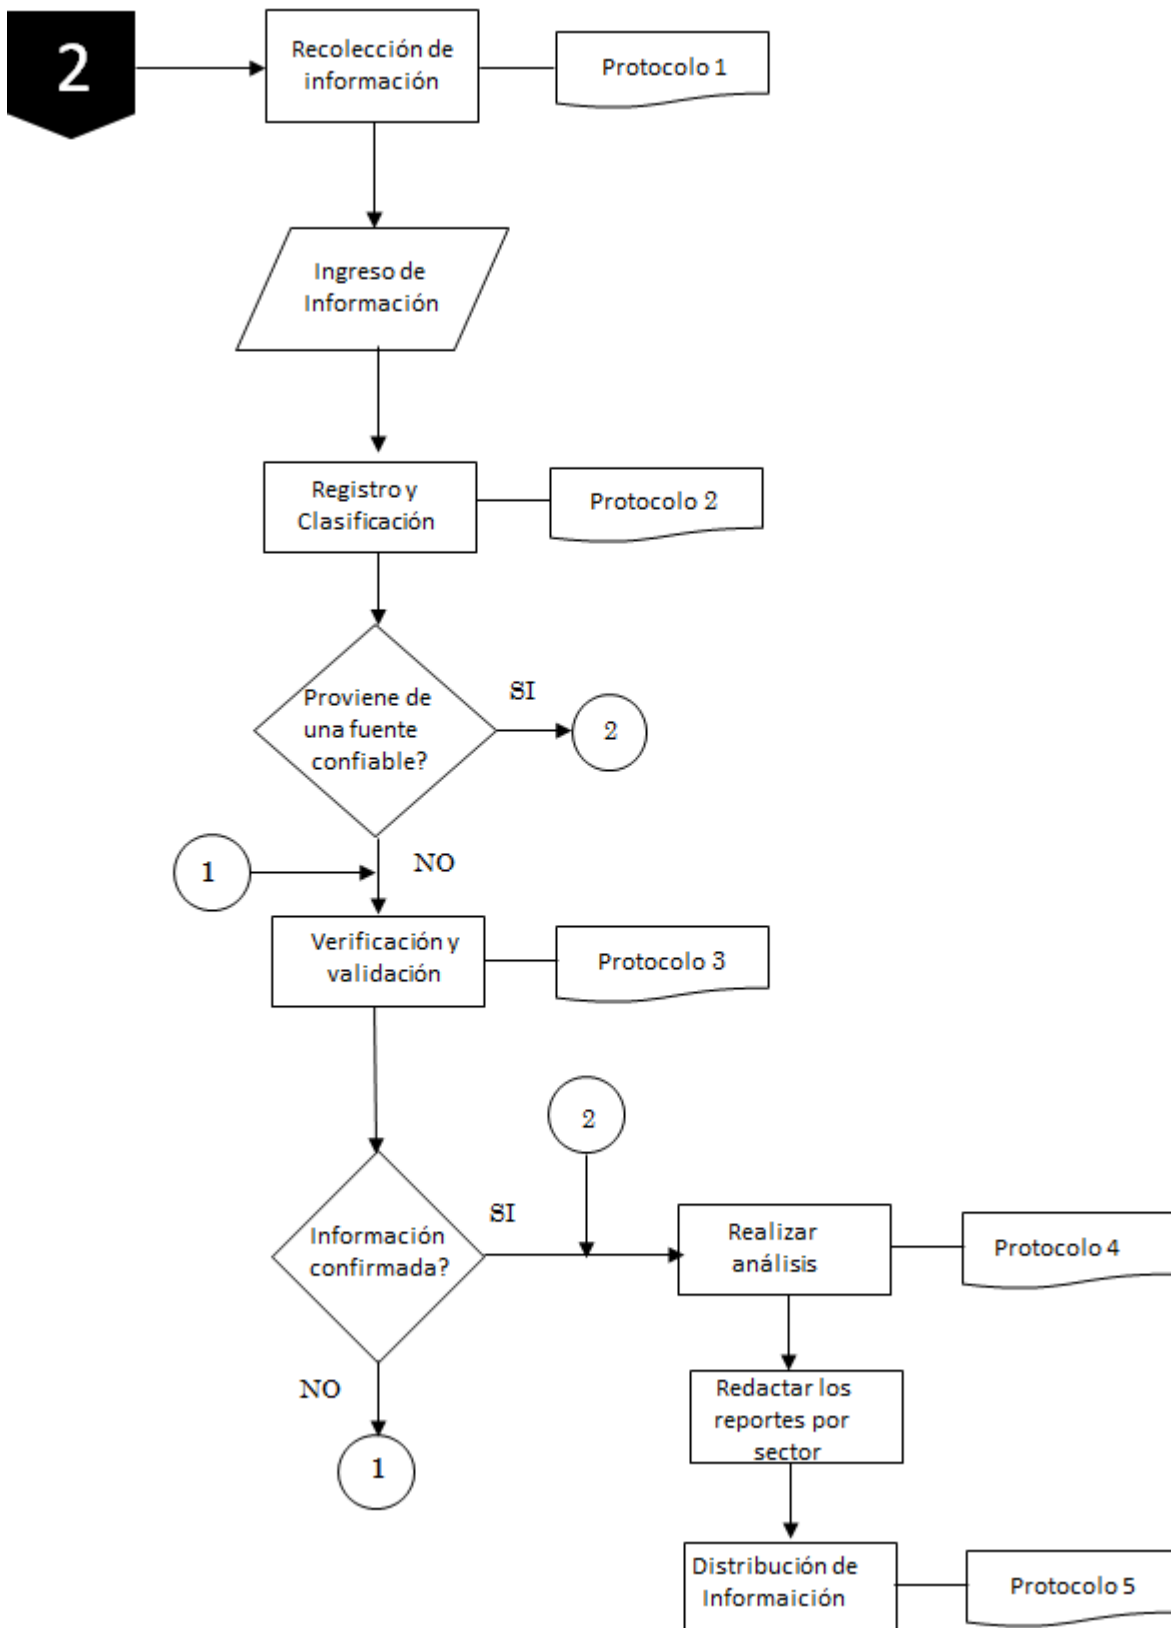 2
Recolección de
información
Protocolo 1
Ingreso de
Información
Registro y
Clasificación
Protocolo 2
Proviene de
una fuente
confiable?
SI
2
1
NO
Verificación y
validación
Protocolo 3
2
Información
confirmada?
SI
Realizar
análisis
Protocolo 4
NO
1
Redactar los
reportes por
sector
Distribución de
Informaición
Protocolo 5